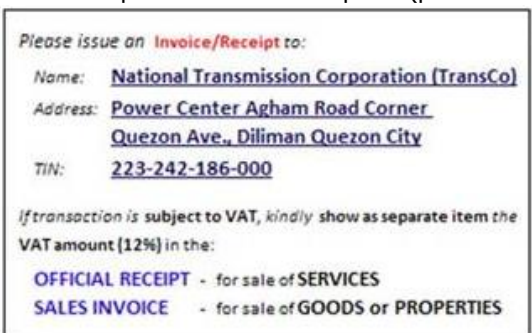 Please issue an Invoice/Receipt to:
Name: National Transmission Corporation (TransCo)
Address: Power Center Agham Road Corner
Quezon Ave., Diliman Quezon City
TIN: 223-242-186-000
If transaction is subject to VAT, kindly show as separate item the
VAT amount (12%) in the:
OFFICIAL RECEIPT - for sale of SERVICES
SALES INVOICE - for sale of GOODS or PROPERTIES